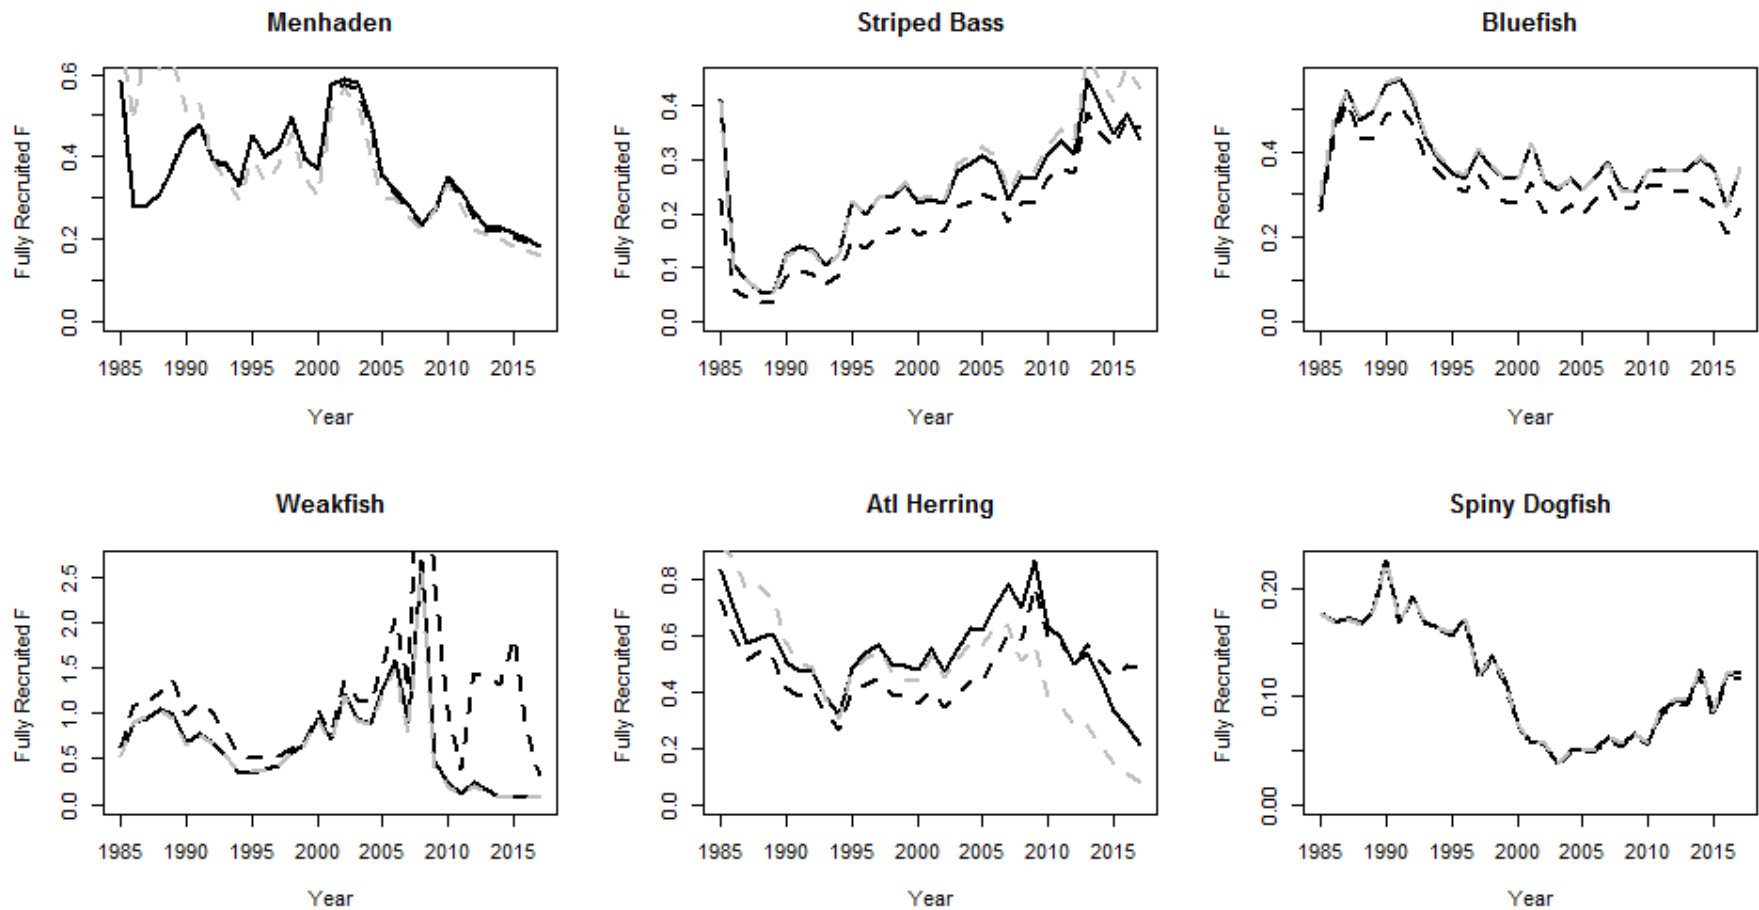 Menhaden
Fully Recruited F
0.0 0.2 0.4 0.6
1985 1990 1995 2000 2005 2010 2015
Year
Striped Bass
Fully Recruited F
0.0 0.1 0.2 0.3 0.4
1985 1990 1995 2000 2005 2010 2015
Year
Bluefish
Fully Recruited F
0.0 0.2 0.4
1985 1990 1995 2000 2005 2010 2015
Year
Weakfish
Fully Recruited F
0.0 0.5 1.0 1.5 2.0 2.5
1985 1990 1995 2000 2005 2010 2015
Year
Atl Herring
Fully Recruited F
0.0 0.2 0.4 0.6 0.8
1985 1990 1995 2000 2005 2010 2015
Year
Spiny Dogfish
Fully Recruited F
0.00 0.10 0.20
1985 1990 1995 2000 2005 2010 2015
Year